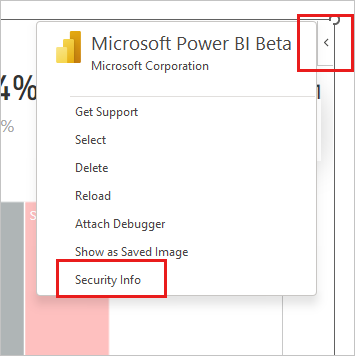 Microsoft Power BI Beta
Microsoft Corporation
4%
%
Get Support
Select
Delete
Reload
Attach Debugger
Show as Saved Image
Security Info
S